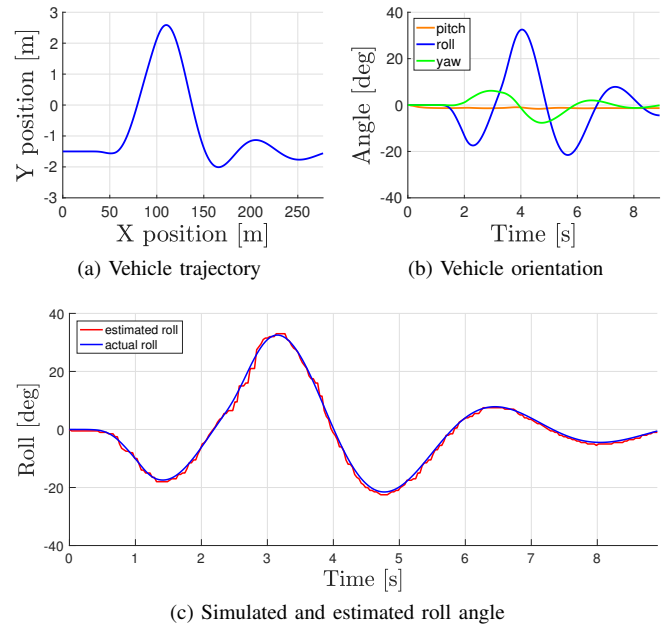 3
2
1
0
-1
-2
-3
0 50 100 150 200 250
Y position [m]
X position [m]
(a) Vehicle trajectory
40
20
0
-20
-40
0 2 4 6 8
Angle [deg]
Time [s]
pitch
roll
yaw
(b) Vehicle orientation
40
20
0
-20
-40
0 1 2 3 4 5 6 7 8
Roll [deg]
Time [s]
estimated roll
actual roll
(c) Simulated and estimated roll angle